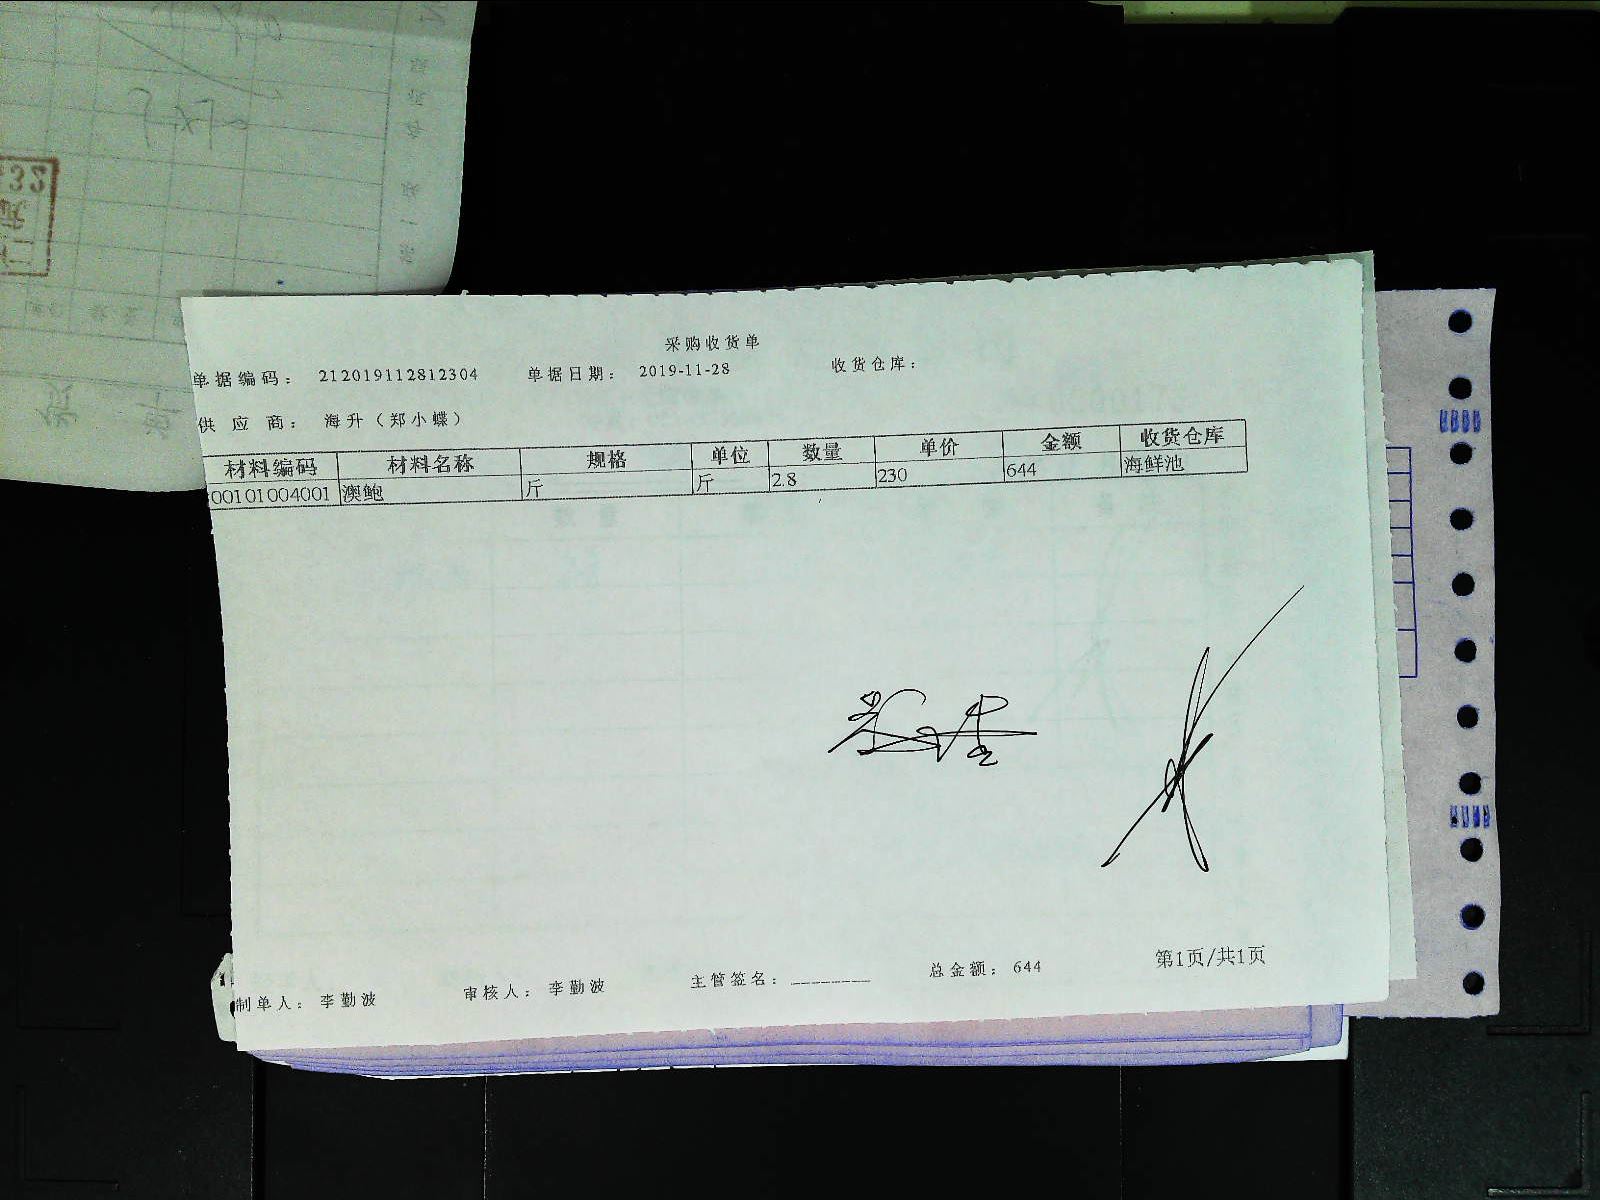 采购收货单
单据编码： 212019112812304 单据日期： 2019-11-28 收货仓库：
供应商： 海升（郑小蝶）
材料编码 材料名称 规格 单位 数量 单价 金额 收货仓库
00101004001 澳鲍 斤 斤 2.8 230 644 海鲜池
制单人： 李勤波 审核人： 李勤波 主管签名： 总金额： 644 第1页/共1页